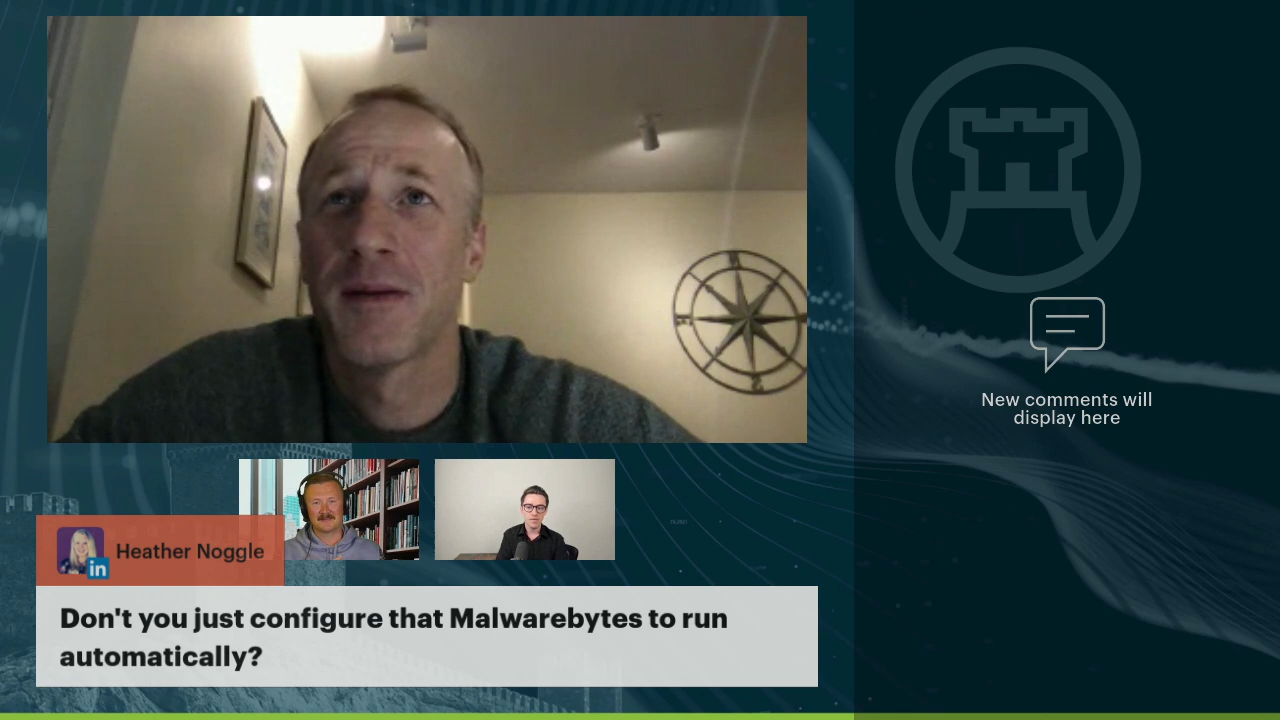 New comments will
display here
in
Heather Noggle
Don't you just configure that Malwarebytes to run
automatically?